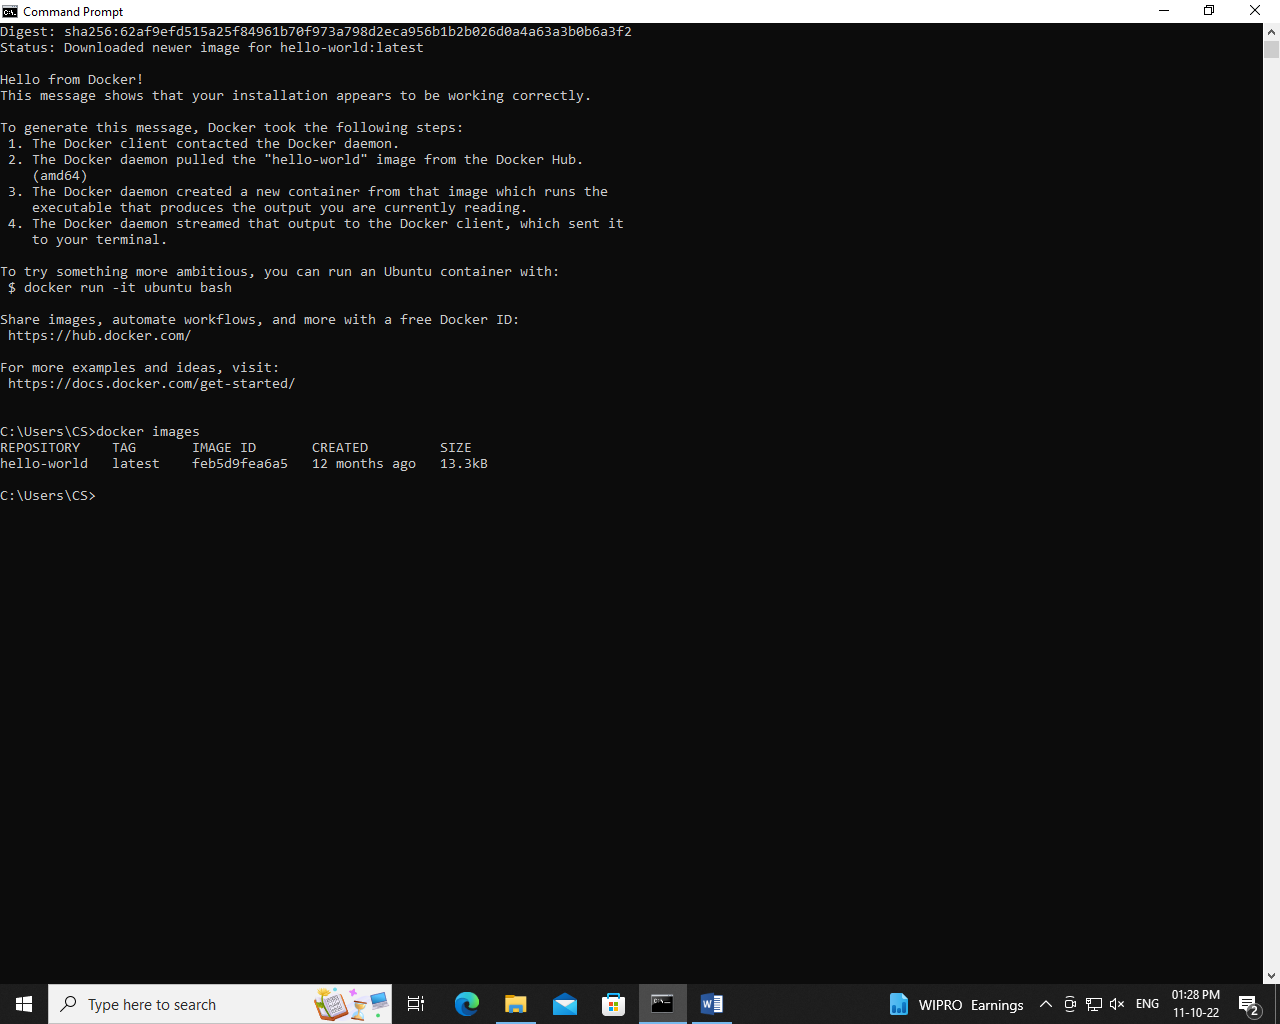 Command Prompt
Digest: sha256:62af9efd515a25f84961b70f973a798d2eca956b1b2b026d0a4a63a3b0b6a3f2
Status: Downloaded newer image for hello-world:latest
Hello from Docker!
This message shows that your installation appears to be working correctly.
To generate this message, Docker took the following steps:
1. The Docker client contacted the Docker daemon.
2. The Docker daemon pulled the "hello-world" image from the Docker Hub.
(amd64)
3. The Docker daemon created a new container from that image which runs the
executable that produces the output you are currently reading.
4. The Docker daemon streamed that output to the Docker client, which sent it
to your terminal.
To try something more ambitious, you can run an Ubuntu container with:
$ docker run -it ubuntu bash
Share images, automate workflows, and more with a free Docker ID:
https://hub.docker.com/
For more examples and ideas, visit:
https://docs.docker.com/get-started/
C:\Users\CS>docker images
REPOSITORY TAG IMAGE ID CREATED SIZE
hello-world latest feb5d9fea6a5 12 months ago 13.3kB
C:\Users\CS>
Type here to search
WIPRO Earnings
ENG
01:28 PM
11-10-22
2